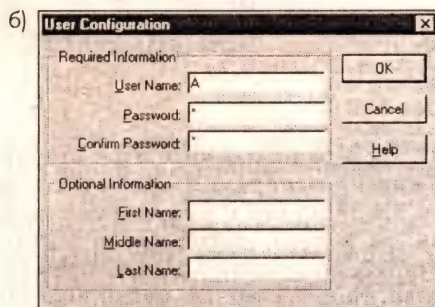 б)
User Configuration
Required Information
User Name: A
Password: *
Confirm Password: *
OK
Cancel
Help
Optional Information
First Name:
Middle Name:
Last Name: